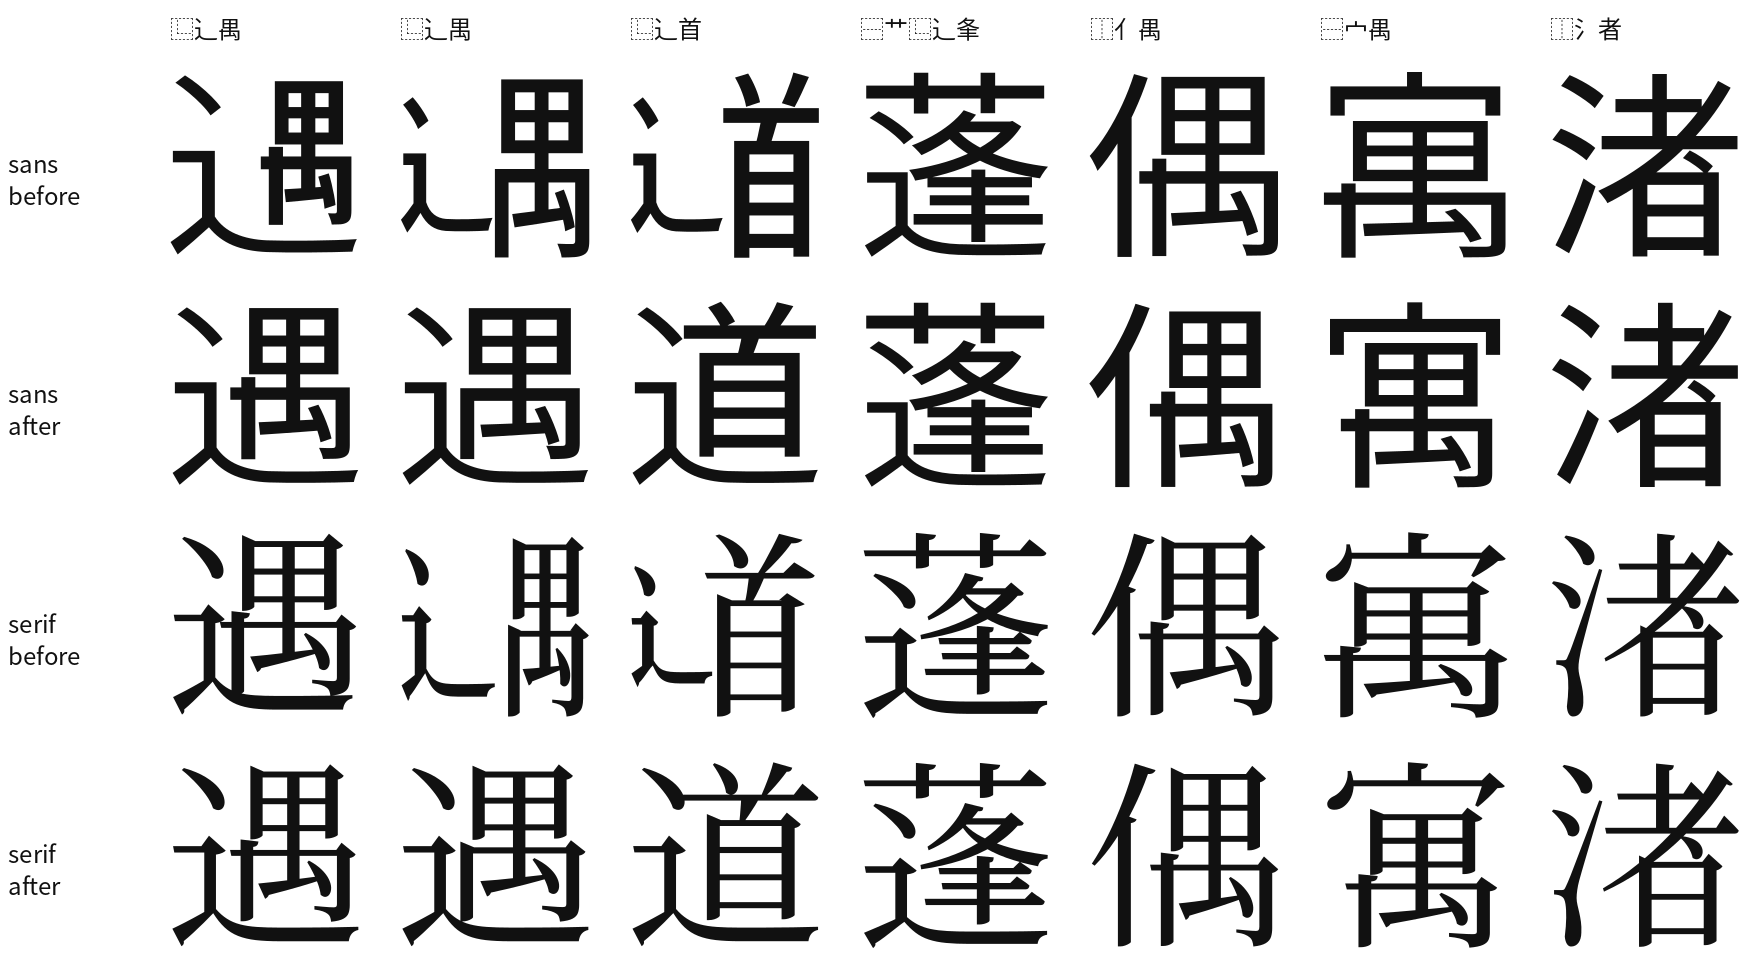 ⿺辶禺 ⿺辶禺 ⿺辶首 ⿱艹⿺辶夆 ⿰亻禺 ⿱宀禺 ⿰氵者
sans
before
遇 遇 道 蓬 偶 寓 渚
sans
after
遇 遇 道 蓬 偶 寓 渚
serif
before
遇 遇 道 蓬 偶 寓 渚
serif
after
遇 遇 道 蓬 偶 寓 渚